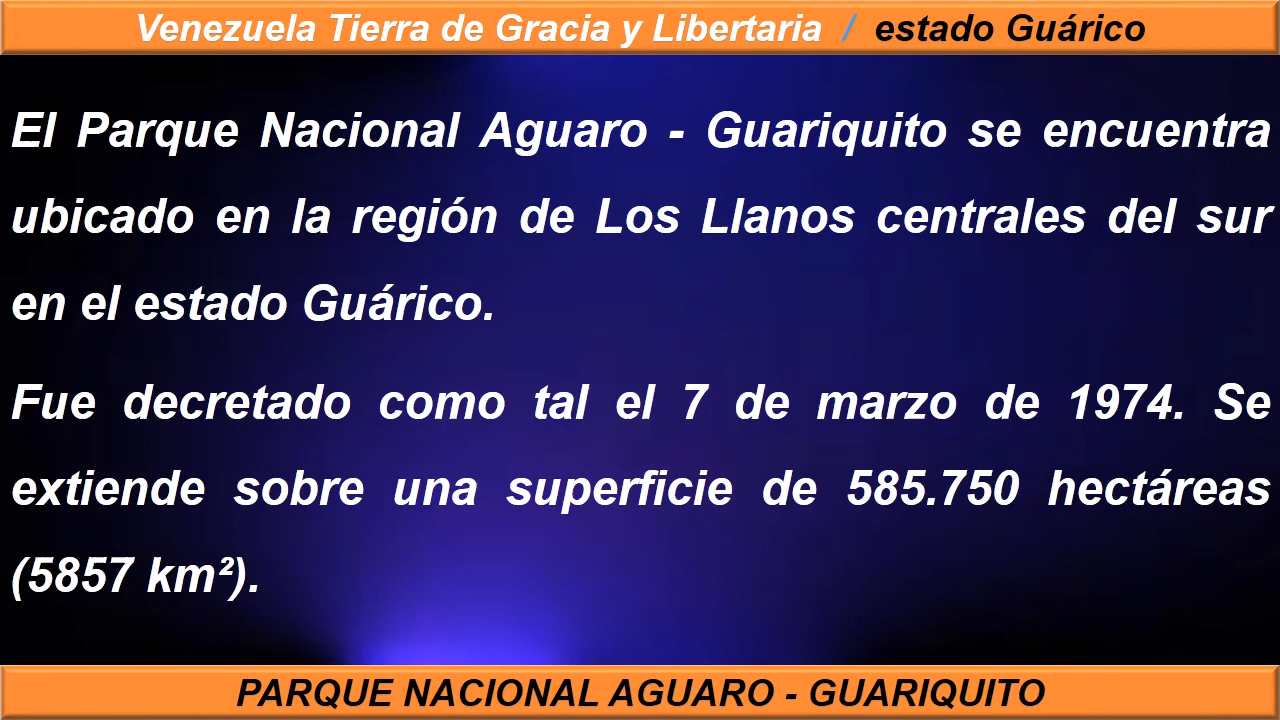 Venezuela Tierra de Gracia y Libertaria / estado Guárico
El Parque Nacional Aguaro - Guariquito se encuentra
ubicado en la región de Los Llanos centrales del sur
en el estado Guárico.
Fue decretado como tal el 7 de marzo de 1974. Se
extiende sobre una superficie de 585.750 hectáreas
(5857 km²).
PARQUE NACIONAL AGUARO - GUARIQUITO